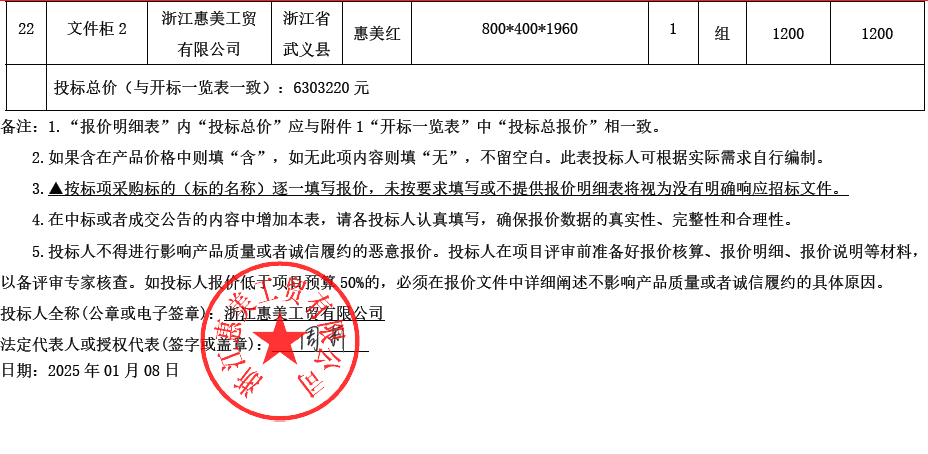 22 文件柜 2 浙江惠美工贸有限公司 浙江省武义县 惠美红 800*400*1960 1 组 1200 1200
投标总价（与开标一览表一致）：6303220 元
备注：1.“报价明细表”内“投标总价”应与附件 1“开标一览表”中“投标总报价”相一致。
2.如果含在产品价格中则填“含”，如无此项内容则填“无”，不留空白。此表投标人可根据实际需求自行编制。
3.▲按标项采购标的（标的名称）逐一填写报价，未按要求填写或不提供报价明细表将视为没有明确响应招标文件。
4.在中标或者成交公告的内容中增加本表，请各投标人认真填写，确保报价数据的真实性、完整性和合理性。
5.投标人不得进行影响产品质量或者诚信履约的恶意报价。投标人在项目评审前准备好报价核算、报价明细、报价说明等材料，
以备评审专家核查。如投标人报价低于项目预算 50%的，必须在报价文件中详细阐述不影响产品质量或者诚信履约的具体原因。
投标人全称(公章或电子签章)：浙江惠美工贸有限公司
法定代表人或授权代表(签字或盖章)：
日期：2025 年 01 月 08 日
浙江惠美工贸有限公司